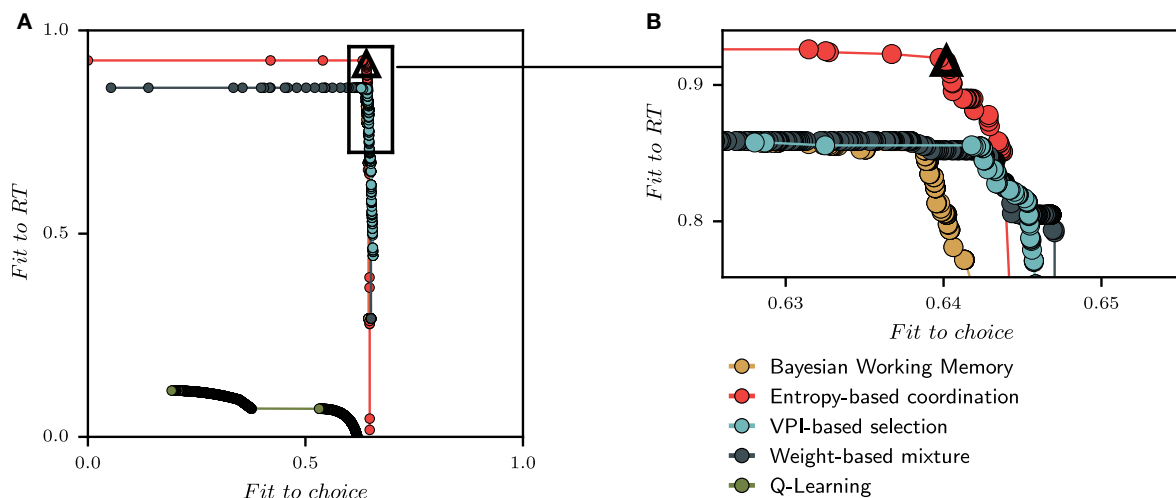 A
1.0
0.5
0.0
Fit to RT
0.0
0.5
1.0
Fit to choice
B
0.9
0.8
Fit to RT
0.63
0.64
0.65
Fit to choice
Bayesian Working Memory
Entropy-based coordination
VPI-based selection
Weight-based mixture
Q-Learning